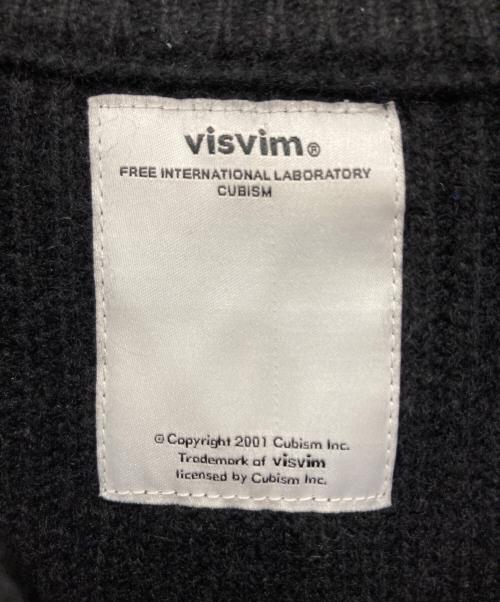 visvim®
FREE INTERNATIONAL LABORATORY
CUBISM
© Copyright 2001 Cubism Inc.
Trademark of visvim
licensed by Cubism Inc.